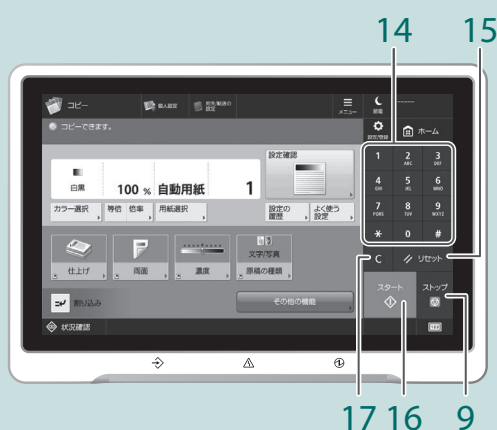 14 15
コピー 個人設定 宛先/転送の設定 メニュー 節電 --------
コピーできます。 設定/登録 ホーム
設定確認
1 2 ABC 3 DEF
白黒 100 % 自動用紙 1
4 GHI 5 JKL 6 MNO
カラー選択 等倍 倍率 用紙選択 設定の履歴 よく使う設定
7 PQRS 8 TUV 9 WXYZ
* 0 #
文字/写真
仕上げ 両面 濃度 原稿の種類
C リセット
スタート ストップ
割り込み その他の機能
状況確認
17 16 9